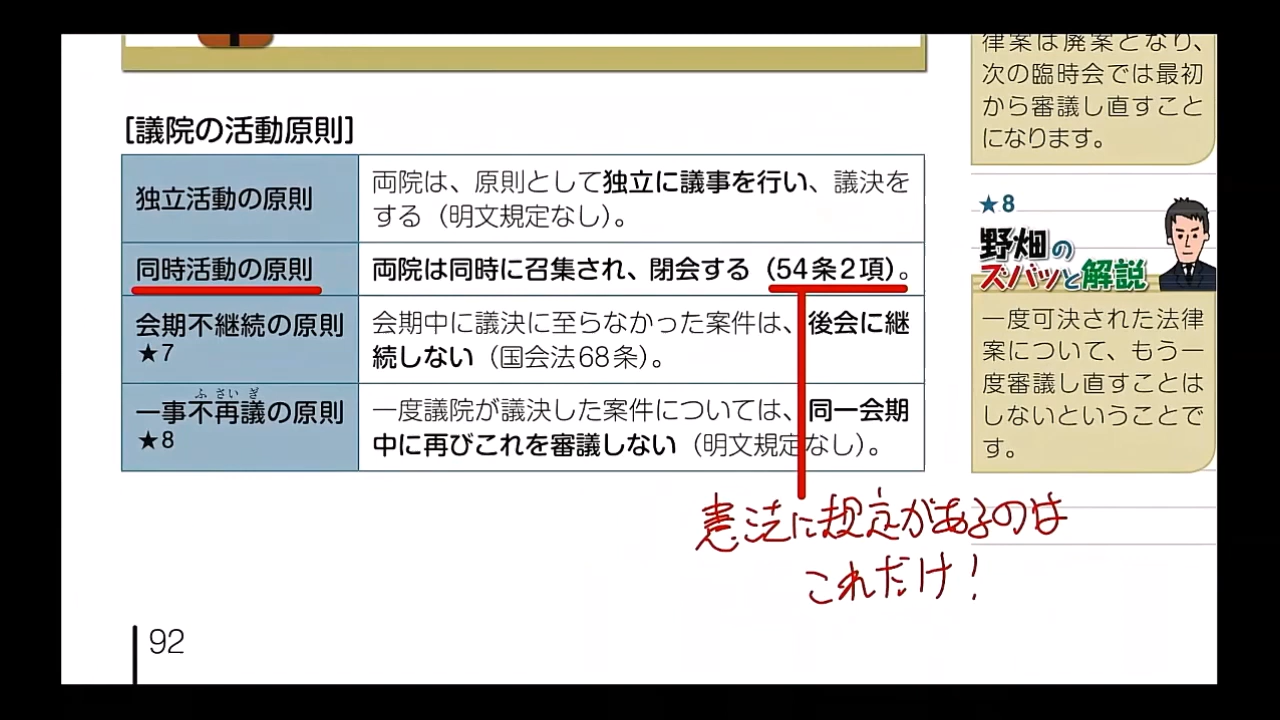 [議院の活動原則]
独立活動の原則
両院は、原則として独立に議事を行い、議決を
する（明文規定なし）。
同時活動の原則
両院は同時に召集され、閉会する（54条2項）。
会期不継続の原則
★7
会期中に議決に至らなかった案件は、後会に継
続しない（国会法68条）。
ふさいぎ
一事不再議の原則
★8
一度議院が議決した案件については、同一会期
中に再びこれを審議しない（明文規定なし）。
憲法に規定があるのは
これだけ！
92
律案は廃案となり、
次の臨時会では最初
から審議し直すこと
になります。
★8
野畑の
ズバッと解説
一度可決された法律
案について、もう一
度審議し直すことは
しないということで
す。